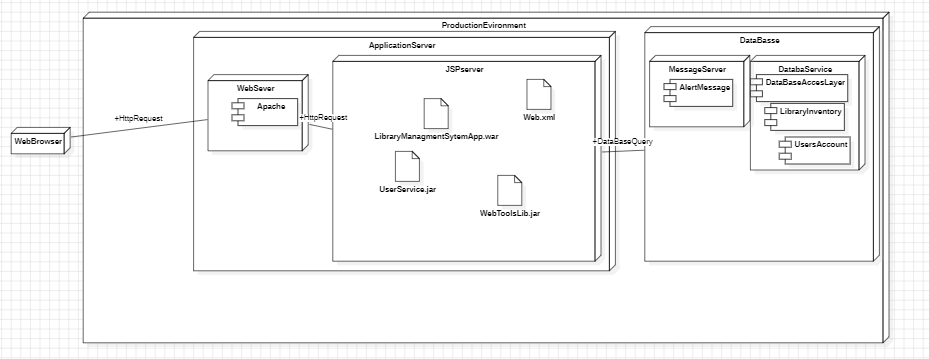 ProductionEvironment
ApplicationServer
DataBasse
JSPserver
MessageServer
DatabaService
WebSever
AlertMessage
DataBaseAccesLayer
Apache
LibraryInventory
+HttpRequest
+HttpRequest
Web.xml
LibraryManagmentSytemApp.war
WebBrowser
+DataBaseQuery
UsersAccount
UserService.jar
WebToolsLib.jar